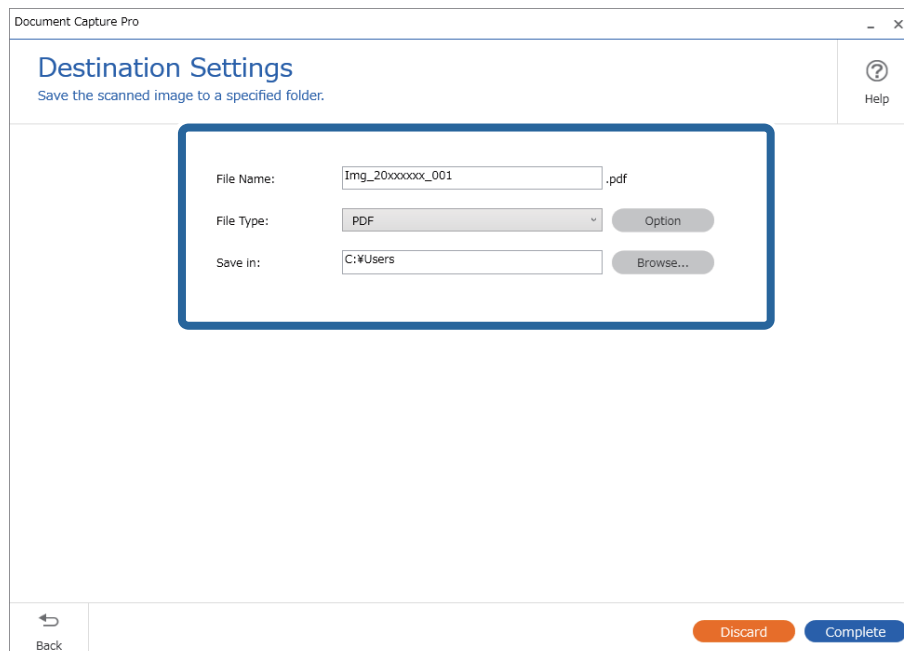 Document Capture Pro
Destination Settings
Save the scanned image to a specified folder.
Help
File Name: Img_20xxxxxx_001 .pdf
File Type: PDF Option
Save in: C:¥Users Browse...
Back
Discard Complete